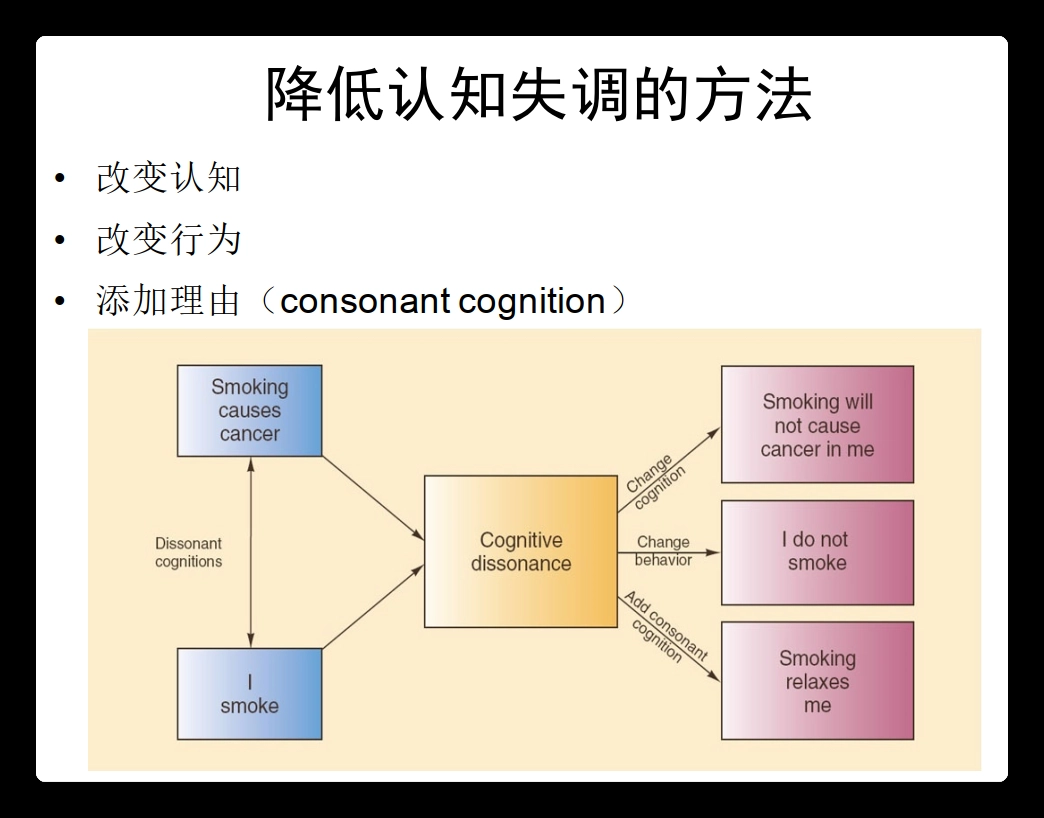 降低认知失调的方法
• 改变认知
• 改变行为
• 添加理由（consonant cognition）
Smoking
causes
cancer
Dissonant
cognitions
I
smoke
Cognitive
dissonance
Change
cognition
Change
behavior
Add consonant
cognition
Smoking will
not cause
cancer in me
I do not
smoke
Smoking
relaxes
me